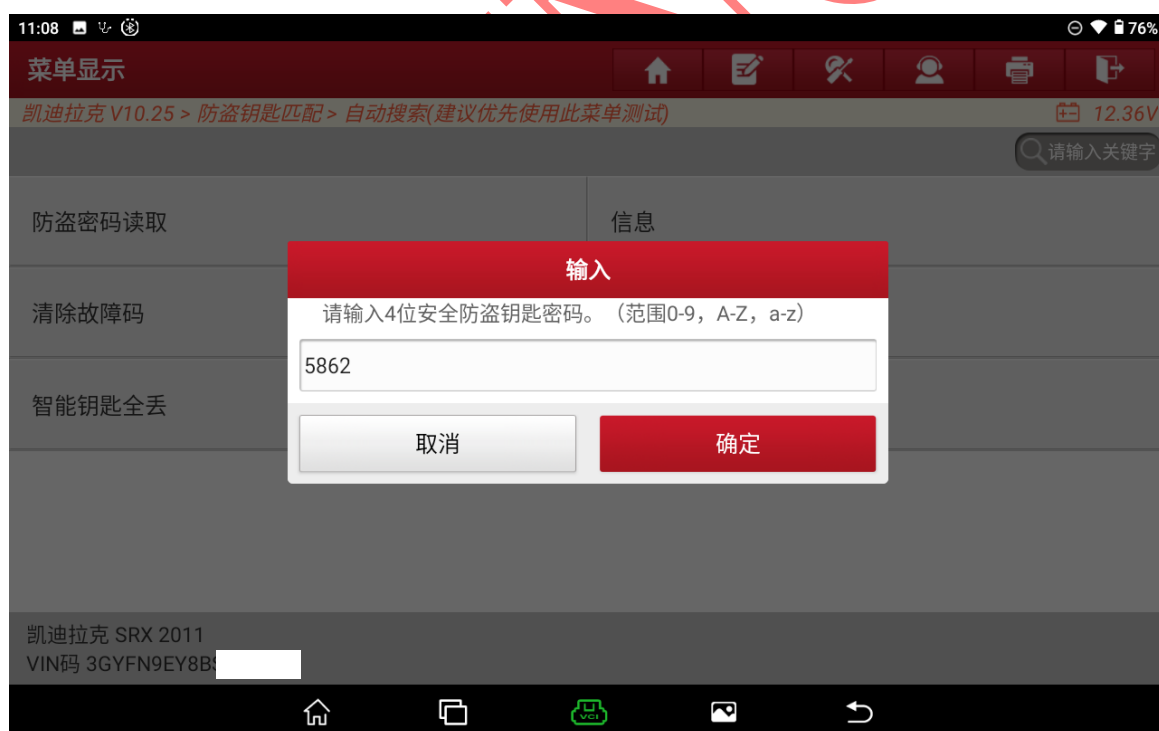 11:08
76%
菜单显示
凯迪拉克 V10.25 > 防盗钥匙匹配 > 自动搜索(建议优先使用此菜单测试)
12.36V
请输入关键字
防盗密码读取
信息
清除故障码
智能钥匙全丢
输入
请输入4位安全防盗钥匙密码。（范围0-9，A-Z，a-z）
5862
取消
确定
凯迪拉克 SRX 2011
VIN码 3GYFN9EY8B
VCI